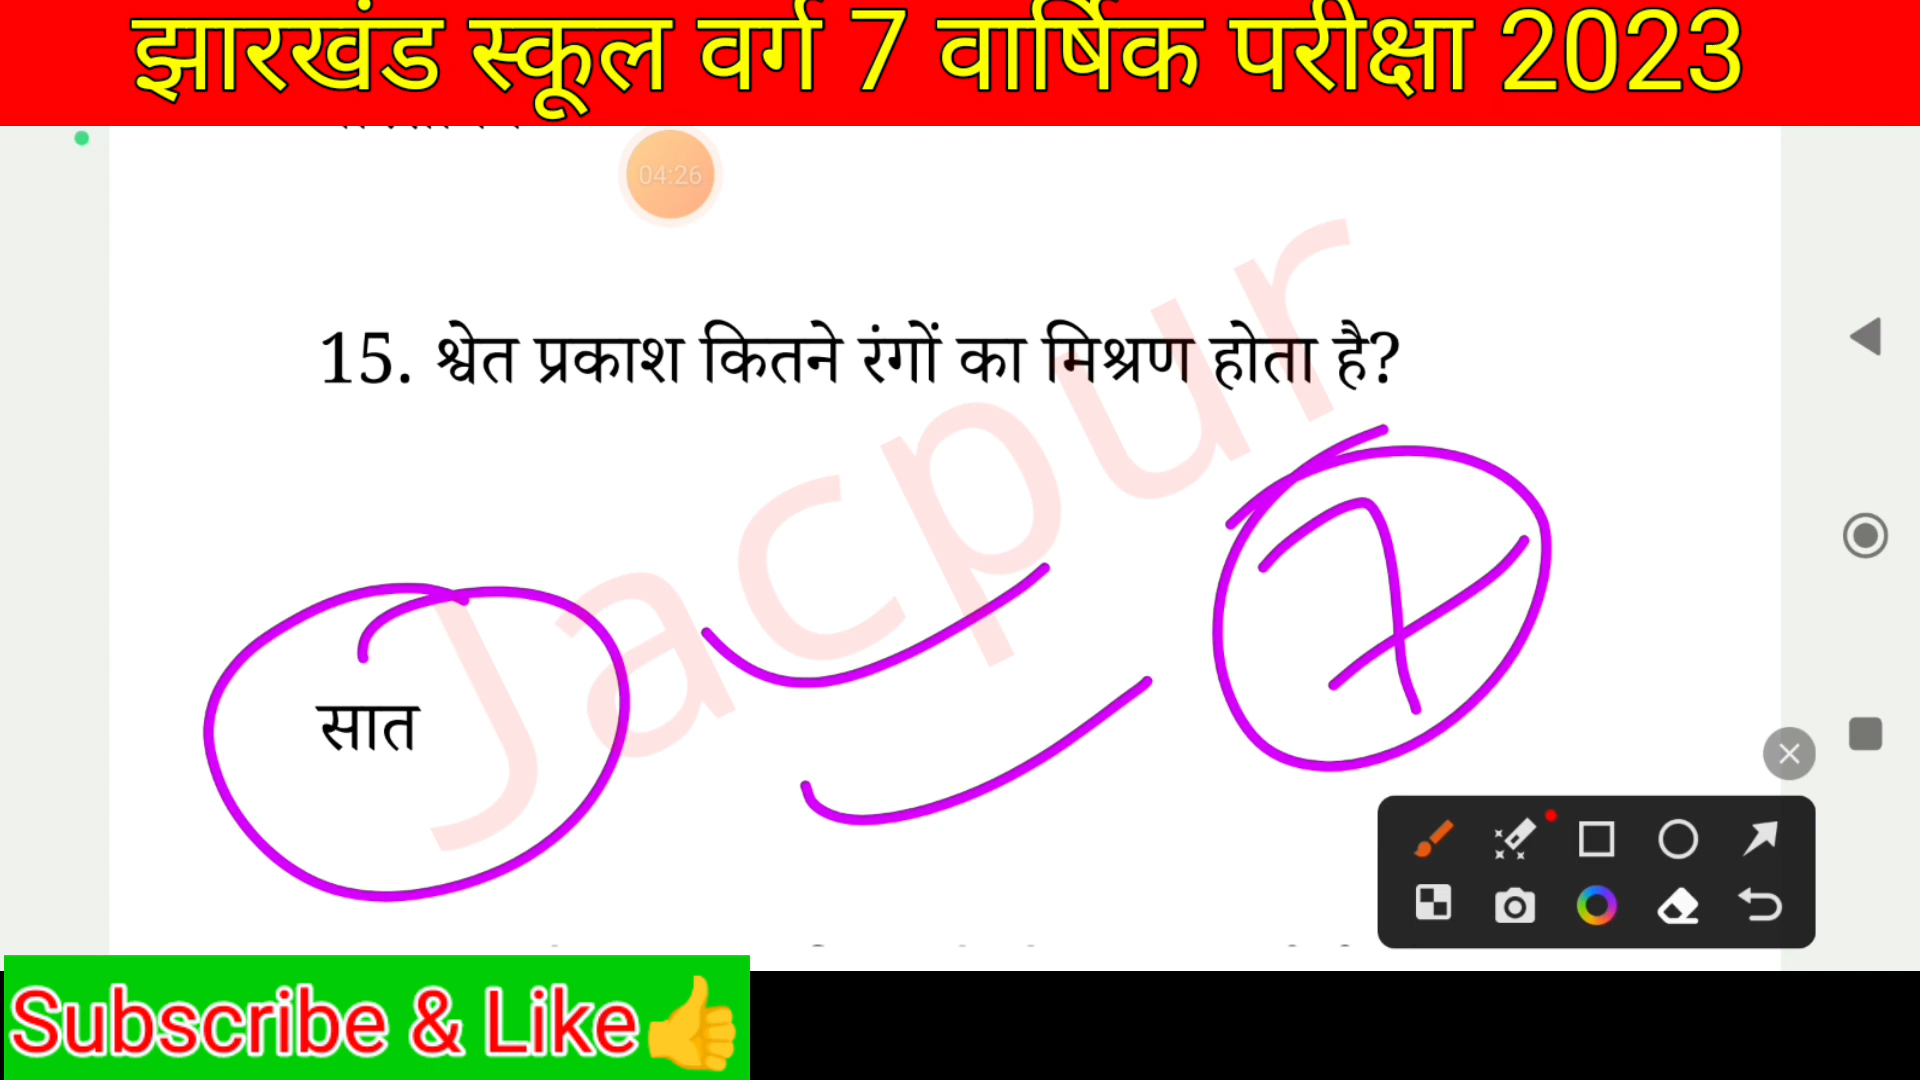 झारखंड स्कूल वर्ग 7 वार्षिक परीक्षा 2023
04:26
15. श्वेत प्रकाश कितने रंगों का मिश्रण होता है?
7
सात
Jacpur
Subscribe & Like